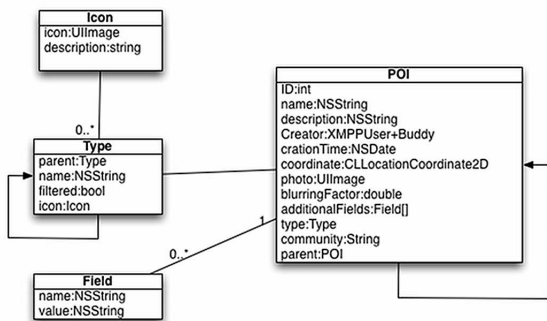 Icon
icon:UIImage
description:string
0..*
Type
parent:Type
name:NSString
filtered:bool
icon:Icon
POI
ID:int
name:NSString
description:NSString
Creator:XMPPUser+Buddy
crationTime:NSDate
coordinate:CLLocationCoordinate2D
photo:UIImage
blurringFactor:double
additionalFields:Field[]
type:Type
community:String
parent:POI
1
0..*
Field
name:NSString
value:NSString